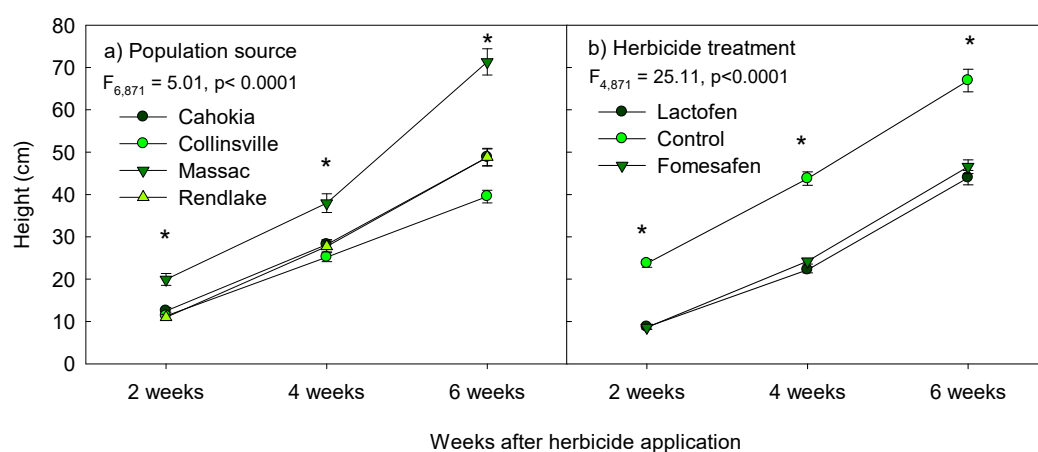 80
70
60
50
40
30
20
10
0
Height (cm)
a) Population source
F6,871 = 5.01, p< 0.0001
Cahokia
Collinsville
Massac
Rendlake
*
*
*
b) Herbicide treatment
F4,871 = 25.11, p<0.0001
Lactofen
Control
Fomesafen
*
*
*
2 weeks 4 weeks 6 weeks 2 weeks 4 weeks 6 weeks
Weeks after herbicide application